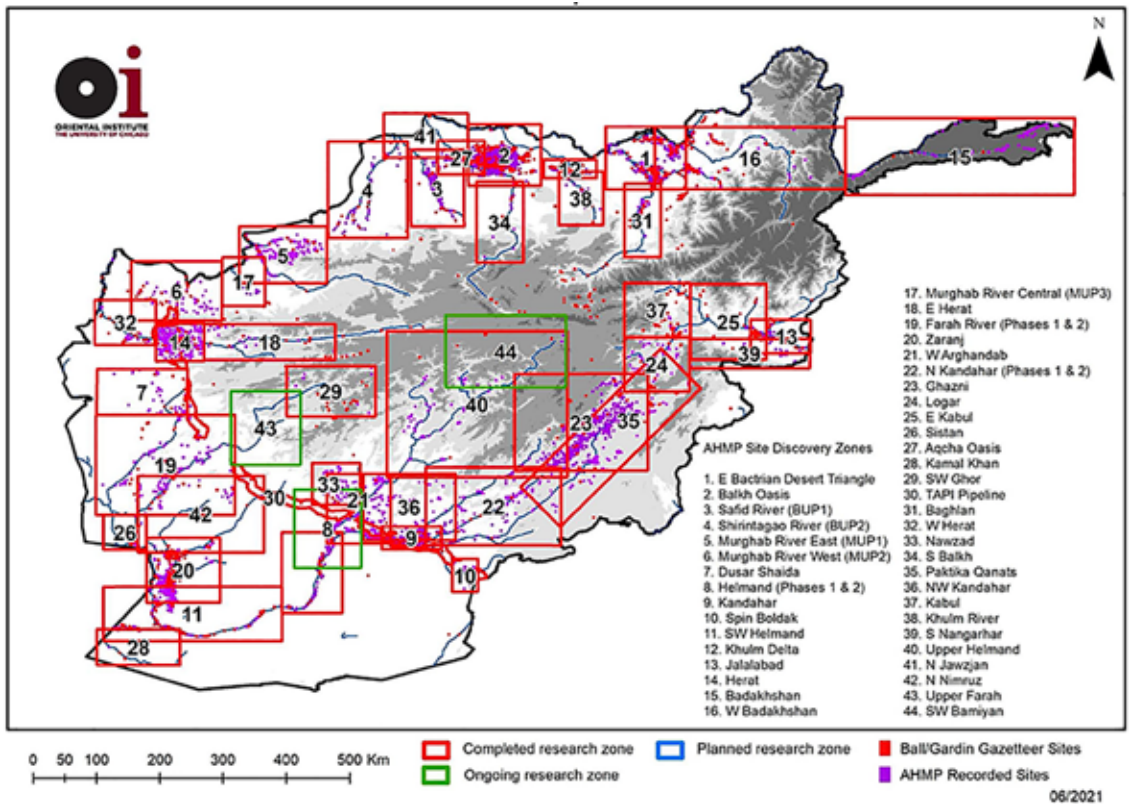 N
oi
ORIENTAL INSTITUTE
THE UNIVERSITY OF CHICAGO
41
27
2
12
1
16
15
4
3
38
34
31
5
17
6
32
14
18
37
25
13
39
24
44
7
29
40
43
23
35
19
33
21
36
22
30
42
8
9
26
20
10
11
28
AHMP Site Discovery Zones
1. E Bactrian Desert Triangle
2. Balkh Oasis
3. Safid River (BUP1)
4. Shirintagao River (BUP2)
5. Murghab River East (MUP1)
6. Murghab River West (MUP2)
7. Dusar Shaida
8. Helmand (Phases 1 & 2)
9. Kandahar
10. Spin Boldak
11. SW Helmand
12. Khulm Delta
13. Jalalabad
14. Herat
15. Badakhshan
16. W Badakhshan
17. Murghab River Central (MUP3)
18. E Herat
19. Farah River (Phases 1 & 2)
20. Zaranj
21. W Arghandab
22. N Kandahar (Phases 1 & 2)
23. Ghazni
24. Logar
25. E Kabul
26. Sistan
27. Aqcha Oasis
28. Kamal Khan
29. SW Ghor
30. TAPI Pipeline
31. Baghlan
32. W Herat
33. Nawzad
34. S Balkh
35. Paktika Qanats
36. NW Kandahar
37. Kabul
38. Khulm River
39. S Nangarhar
40. Upper Helmand
41. N Jawzjan
42. N Nimruz
43. Upper Farah
44. SW Bamiyan
0 50 100 200 300 400 500 Km
Completed research zone
Ongoing research zone
Planned research zone
Ball/Gardin Gazetteer Sites
AHMP Recorded Sites
06/2021